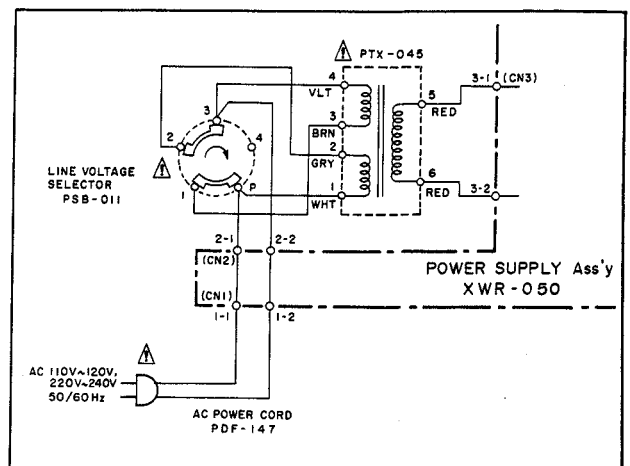 PTX-045
3-1 (CN3)
4
VLT
3
5
RED
3
BRN
2
4
2
GRY
LINE VOLTAGE
SELECTOR
PSB-011
1
P
1
WHT
6
RED
3-2
2-1
2-2
(CN2)
POWER SUPPLY Ass'y
XWR-050
(CN1)
1-1
1-2
AC 110V~120V,
220V~240V
50/60Hz
AC POWER CORD
PDF-147